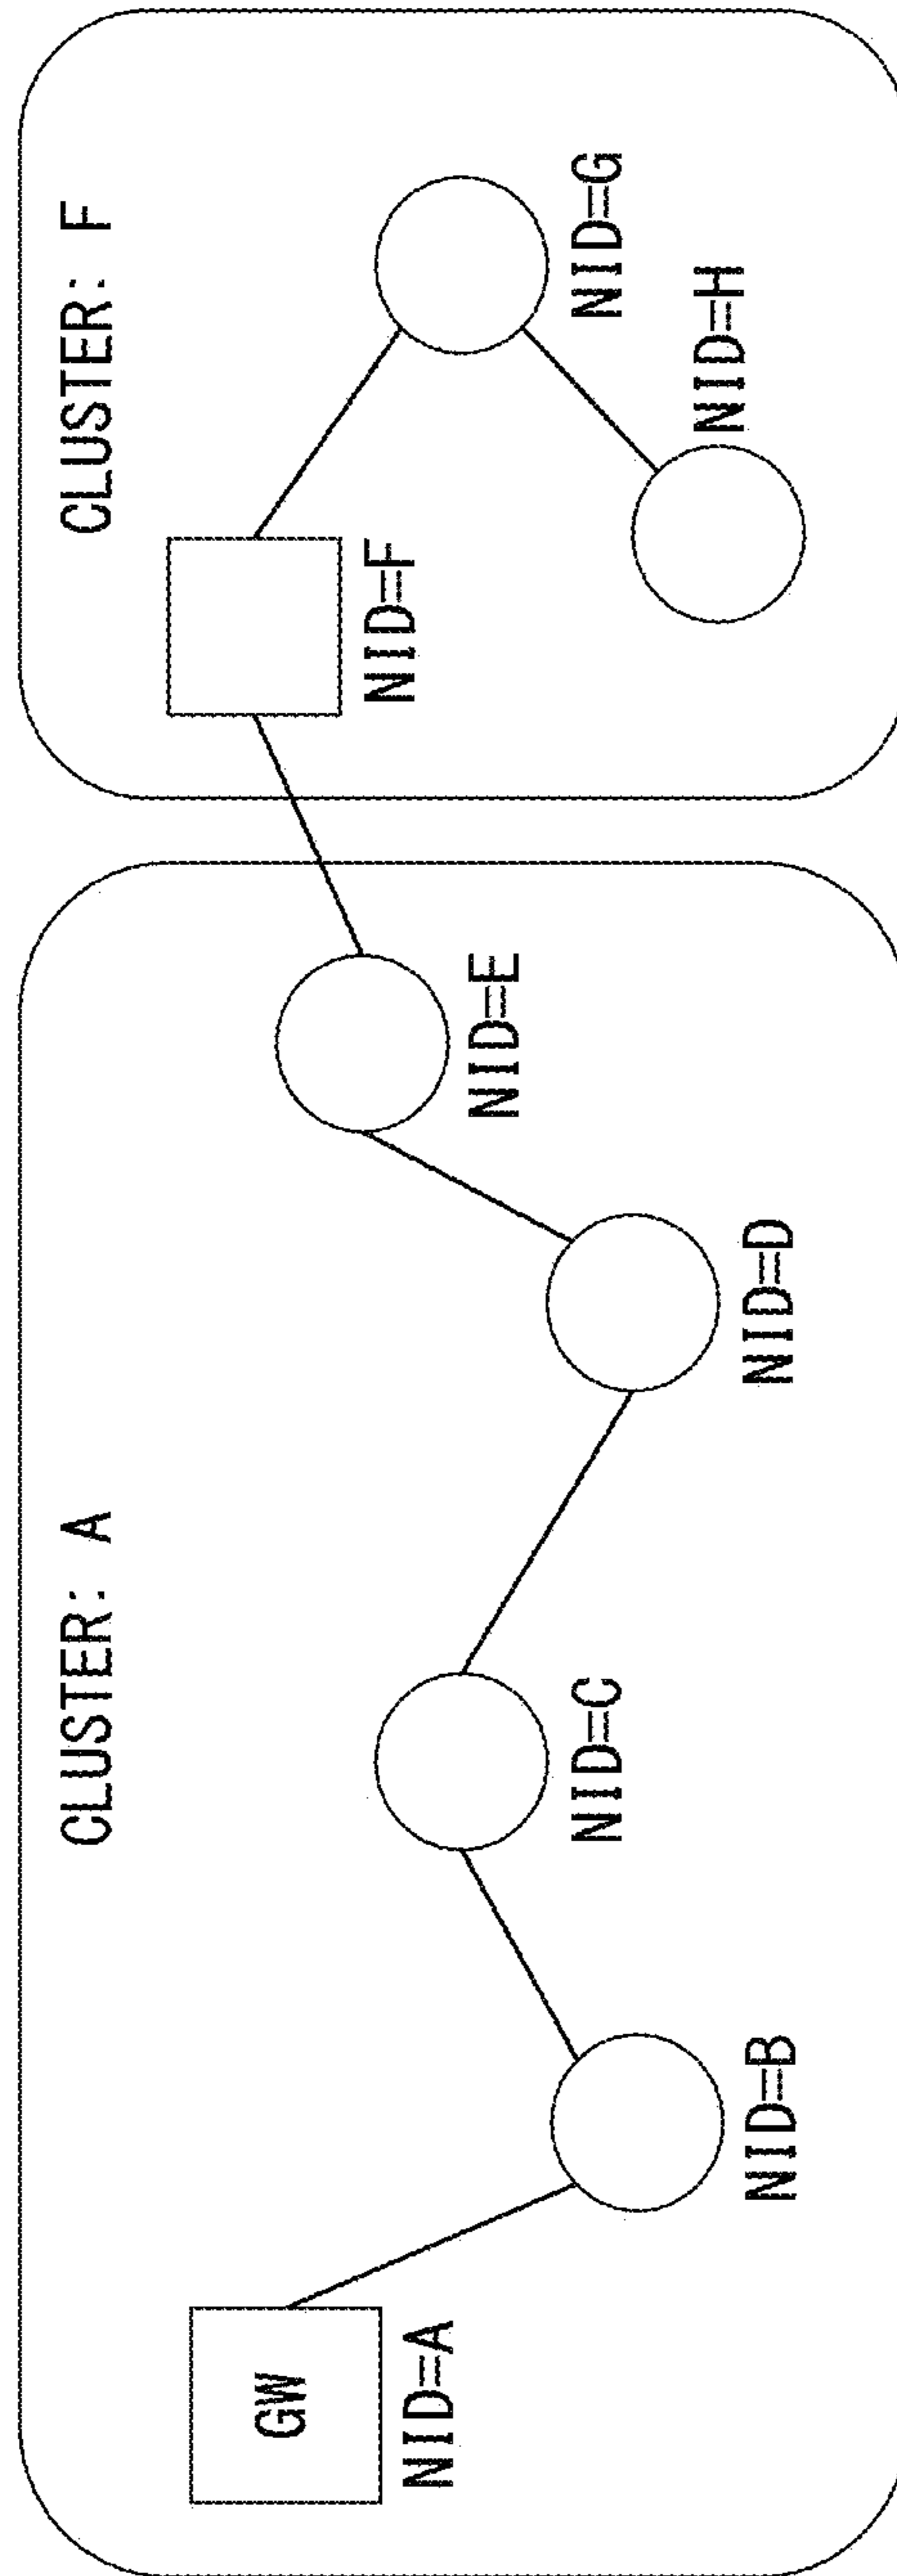 CLUSTER: A
GW
NID=A
NID=B
NID=C
NID=D
NID=E
CLUSTER: F
NID=F
NID=G
NID=H